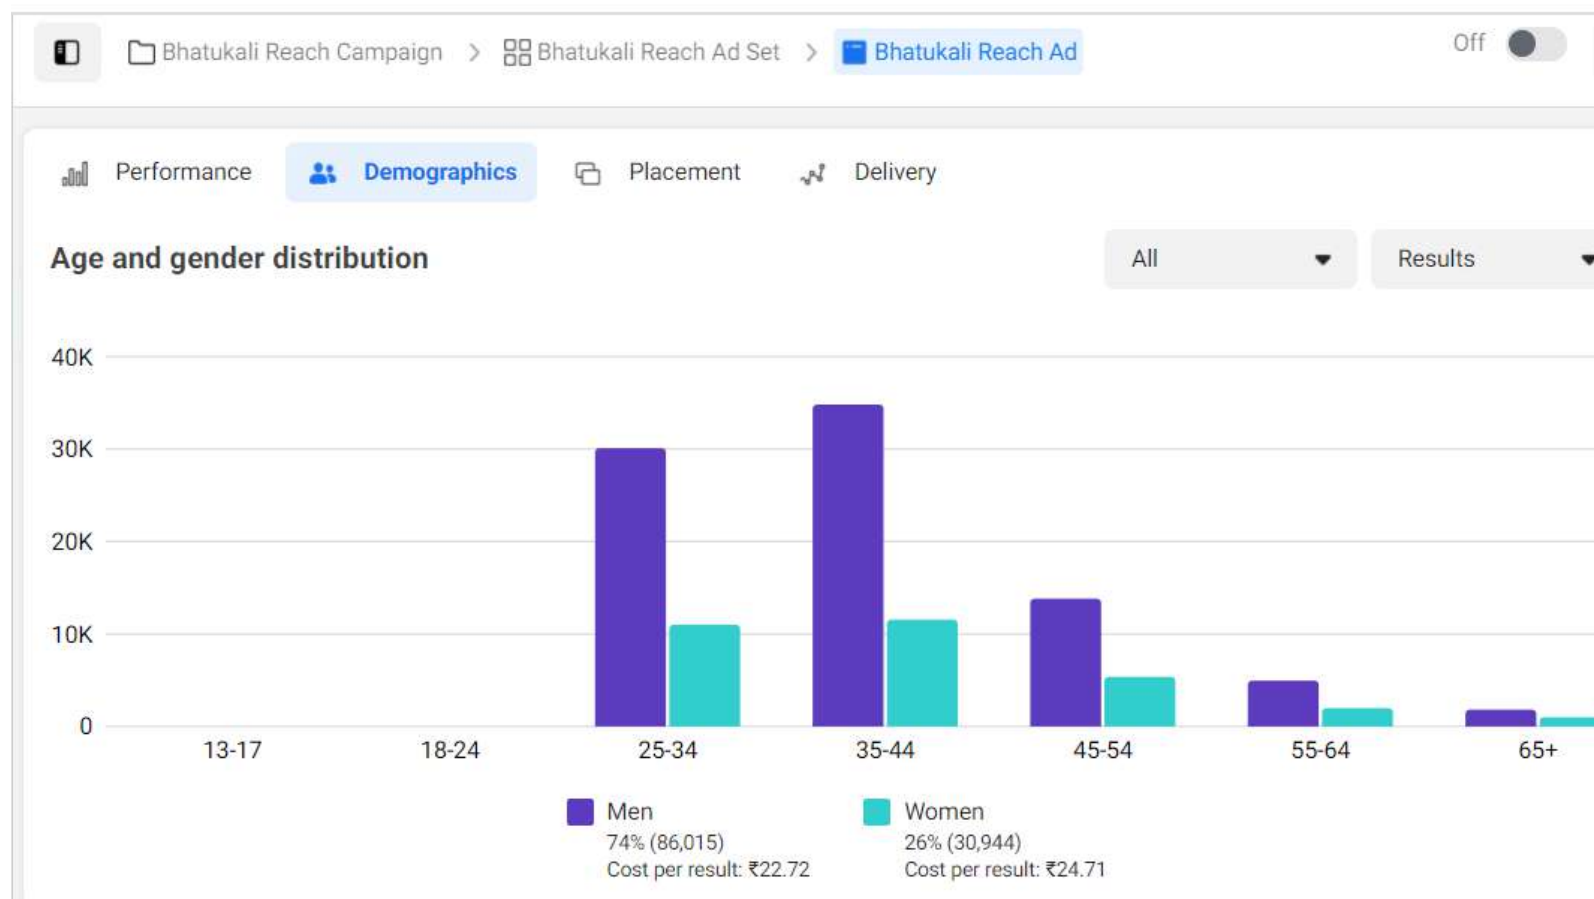 Bhatukali Reach Campaign > Bhatukali Reach Ad Set > Bhatukali Reach Ad Off
Performance Demographics Placement Delivery
Age and gender distribution All Results
40K
30K
20K
10K
0
13-17 18-24 25-34 35-44 45-54 55-64 65+
Men Women
74% (86,015) 26% (30,944)
Cost per result: ₹22.72 Cost per result: ₹24.71